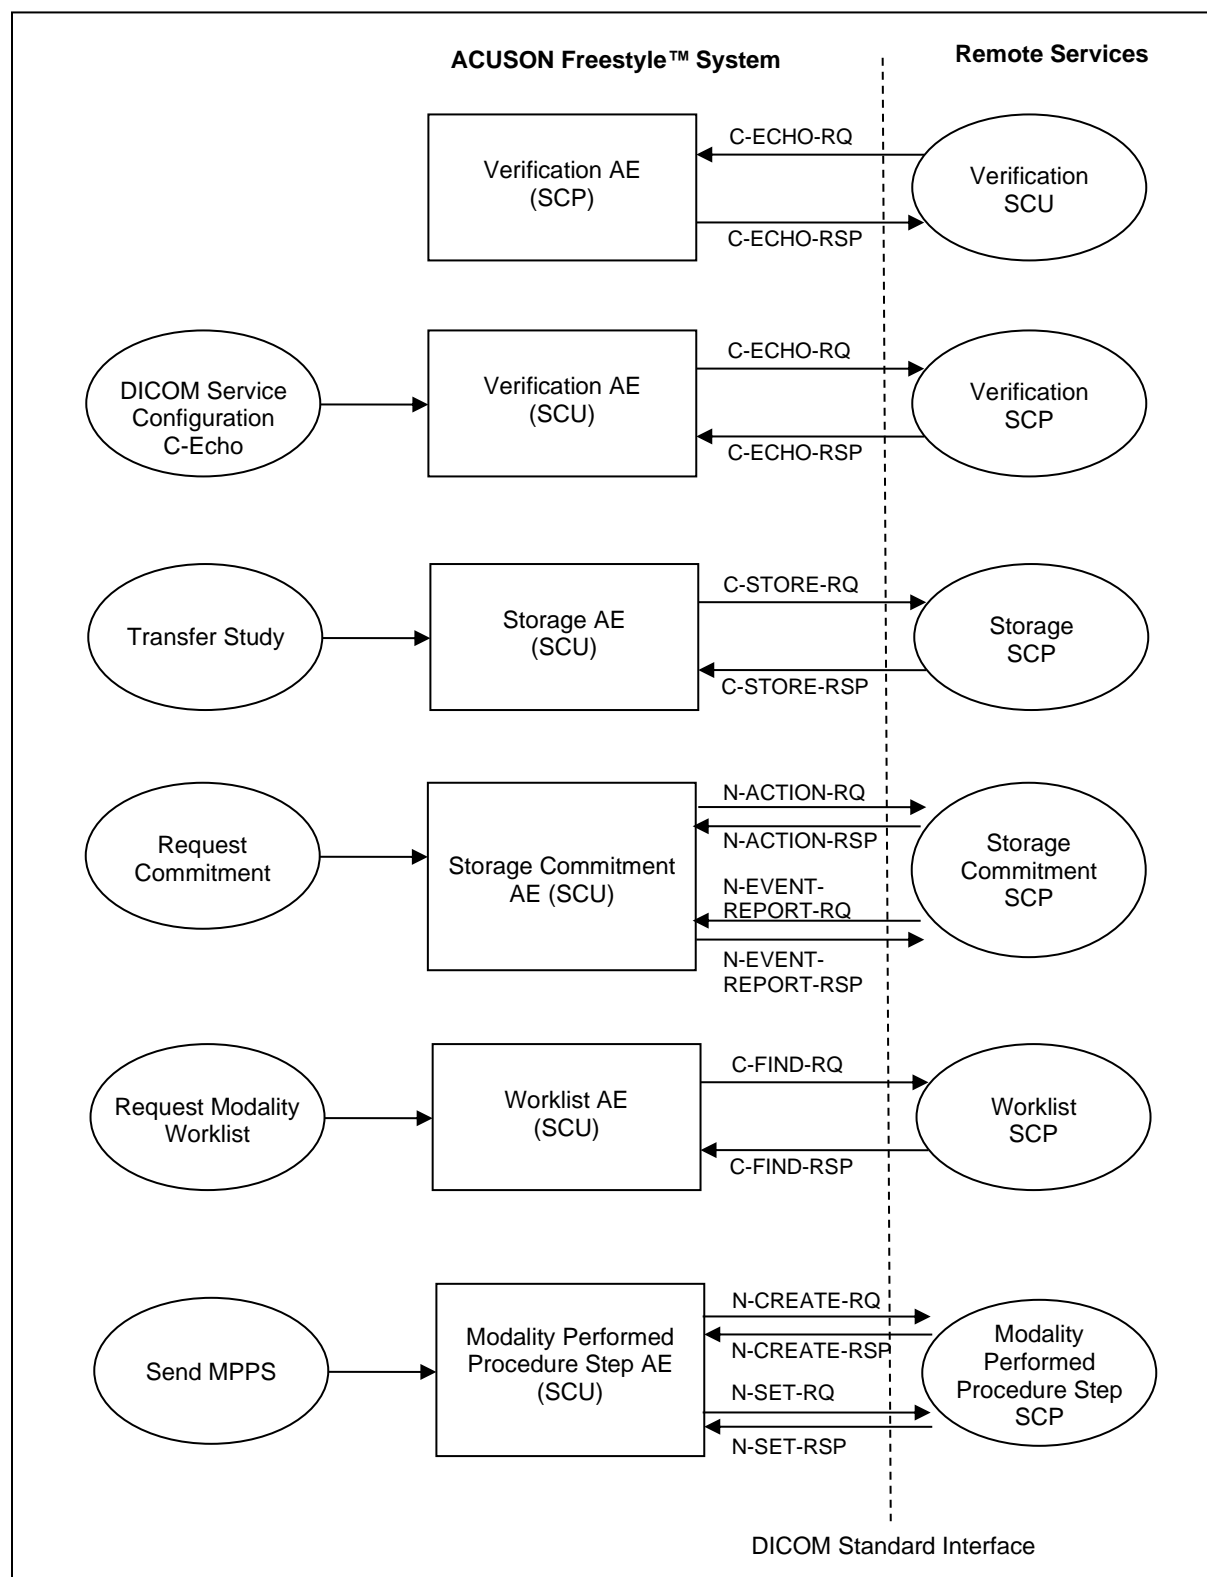 ACUSON Freestyle™ System
Remote Services
C-ECHO-RQ
Verification AE
(SCP)
Verification
SCU
C-ECHO-RSP
DICOM Service
Configuration
C-Echo
C-ECHO-RQ
Verification AE
(SCU)
Verification
SCP
C-ECHO-RSP
Transfer Study
C-STORE-RQ
Storage AE
(SCU)
Storage
SCP
C-STORE-RSP
Request
Commitment
Storage Commitment
AE (SCU)
N-ACTION-RQ
N-ACTION-RSP
N-EVENT-
REPORT-RQ
N-EVENT-
REPORT-RSP
Storage
Commitment
SCP
Request Modality
Worklist
Worklist AE
(SCU)
C-FIND-RQ
C-FIND-RSP
Worklist
SCP
Send MPPS
Modality Performed
Procedure Step AE
(SCU)
N-CREATE-RQ
N-CREATE-RSP
N-SET-RQ
N-SET-RSP
Modality
Performed
Procedure Step
SCP
DICOM Standard Interface